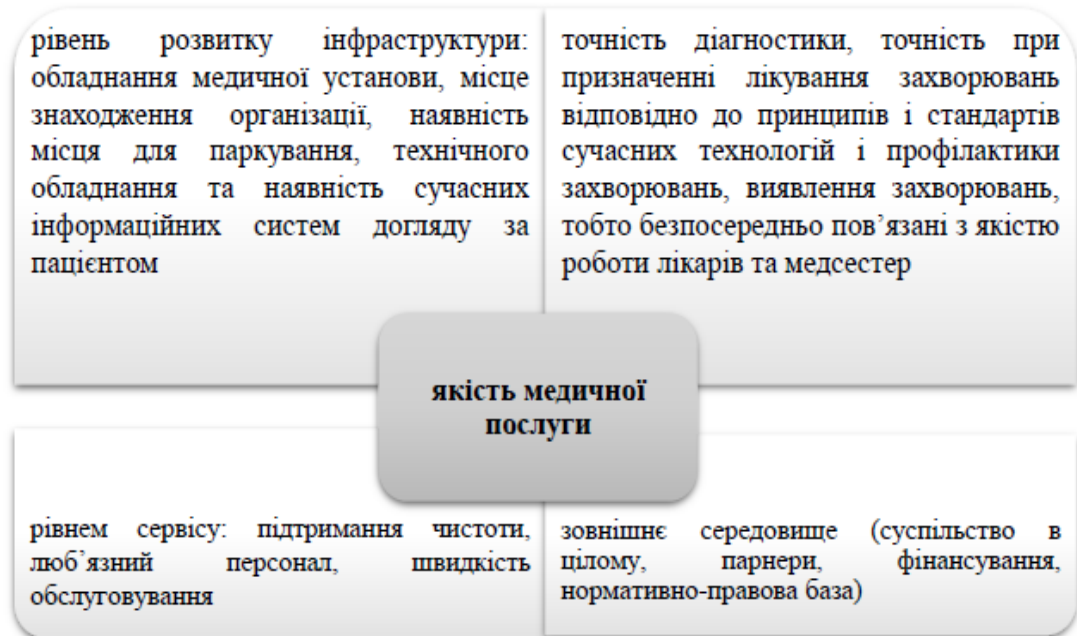 рівень розвитку інфраструктури:
обладнання медичної установи, місце
знаходження організації, наявність
місця для паркування, технічного
обладнання та наявність сучасних
інформаційних систем догляду за
пацієнтом
точність діагностики, точність при
призначенні лікування захворювань
відповідно до принципів і стандартів
сучасних технологій і профілактики
захворювань, виявлення захворювань,
тобто безпосередньо пов’язані з якістю
роботи лікарів та медсестер
якість медичної
послуги
рівнем сервісу: підтримання чистоти,
люб’язний персонал, швидкість
обслуговування
зовнішнє середовище (суспільство в
цілому, парнери, фінансування,
нормативно-правова база)